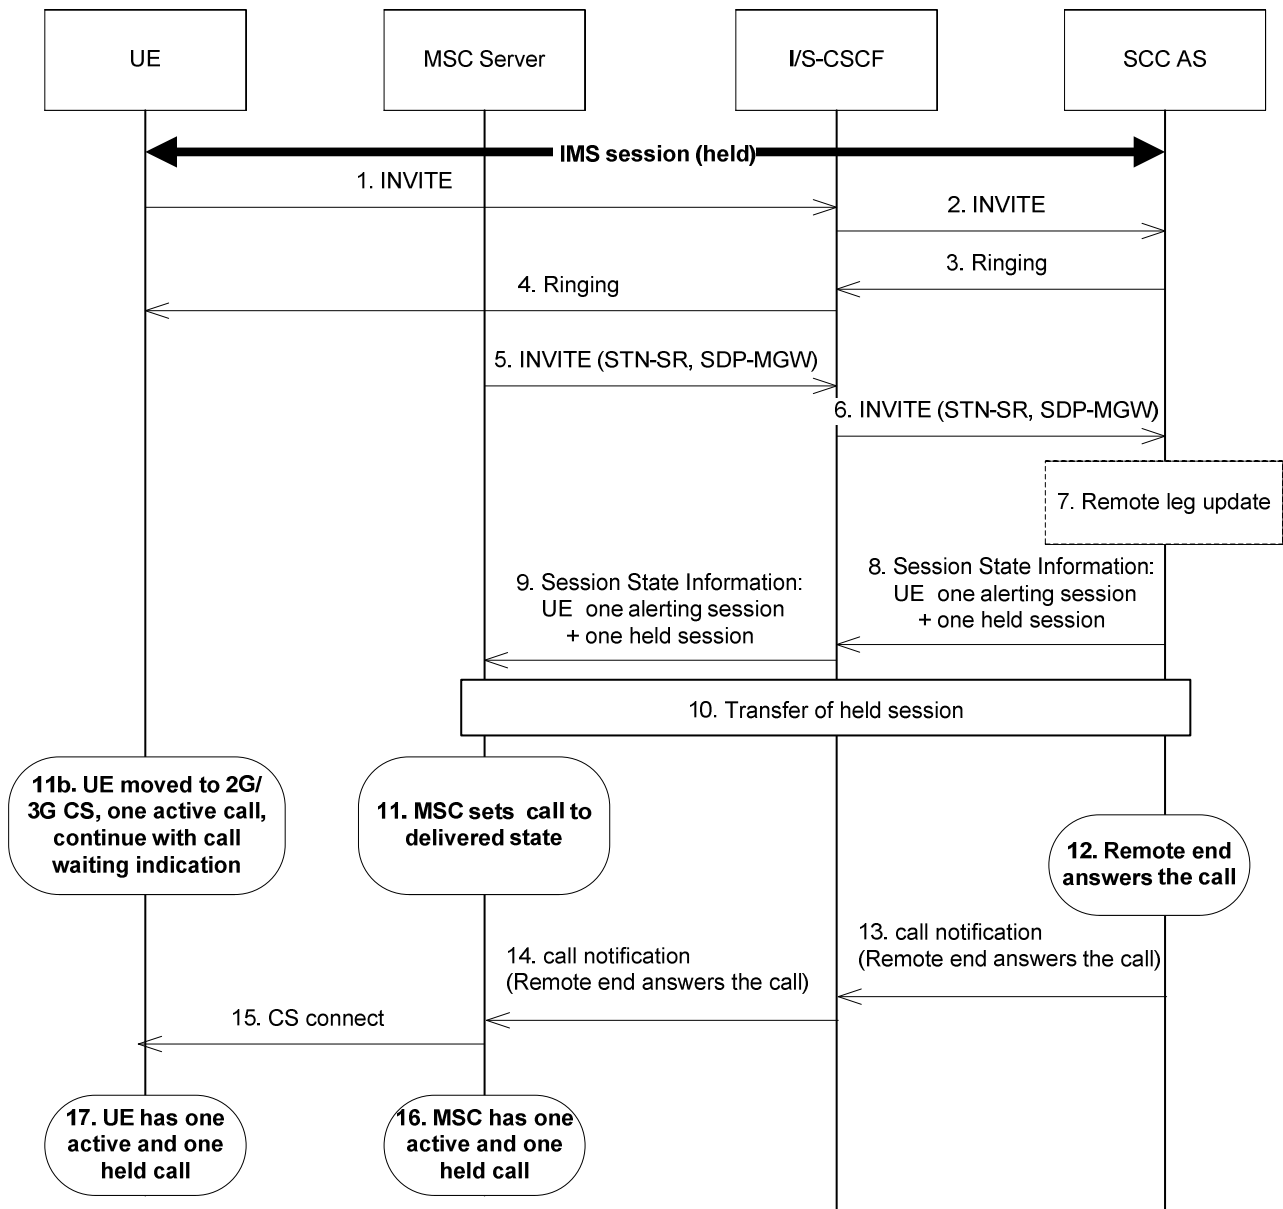 UE
MSC Server
I/S-CSCF
SCC AS
IMS session (held)
1. INVITE
2. INVITE
3. Ringing
4. Ringing
5. INVITE (STN-SR, SDP-MGW)
6. INVITE (STN-SR, SDP-MGW)
7. Remote leg update
8. Session State Information:
UE one alerting session
+ one held session
9. Session State Information:
UE one alerting session
+ one held session
10. Transfer of held session
11b. UE moved to 2G/
3G CS, one active call,
continue with call
waiting indication
11. MSC sets call to
delivered state
12. Remote end
answers the call
13. call notification
(Remote end answers the call)
14. call notification
(Remote end answers the call)
15. CS connect
17. UE has one
active and one
held call
16. MSC has one
active and one
held call